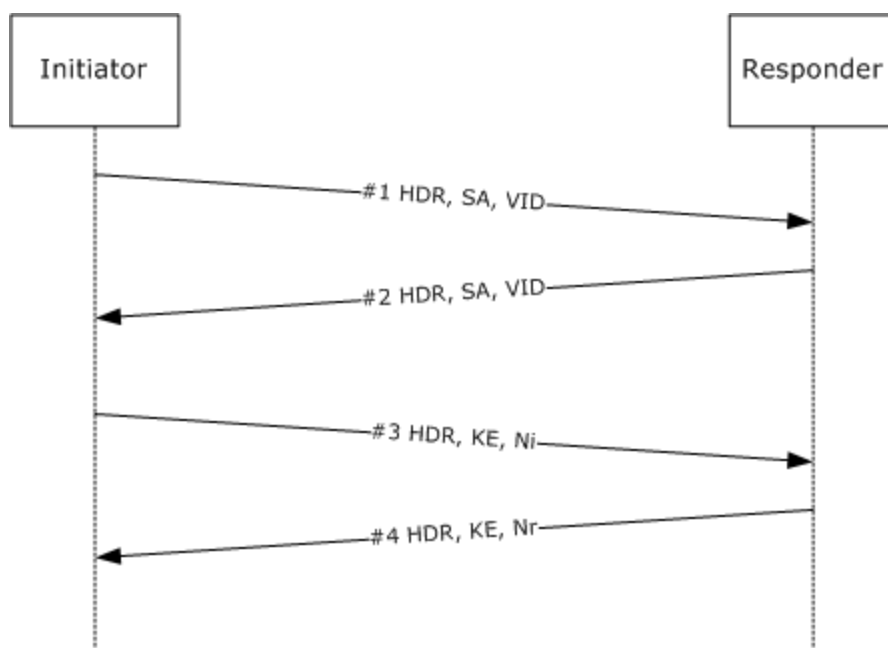 Initiator
Responder
#1 HDR, SA, VID
#2 HDR, SA, VID
#3 HDR, KE, Ni
#4 HDR, KE, Nr